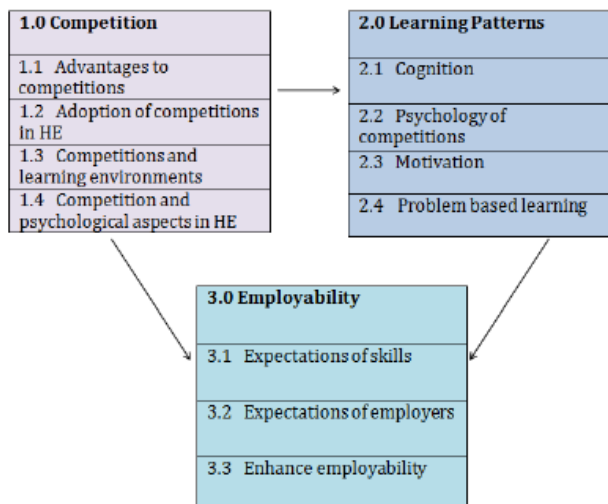 1.0 Competition
1.1 Advantages to
competitions
1.2 Adoption of competitions
in HE
1.3 Competitions and
learning environments
1.4 Competition and
psychological aspects in HE
2.0 Learning Patterns
2.1 Cognition
2.2 Psychology of
competitions
2.3 Motivation
2.4 Problem based learning
3.0 Employability
3.1 Expectations of skills
3.2 Expectations of employers
3.3 Enhance employability